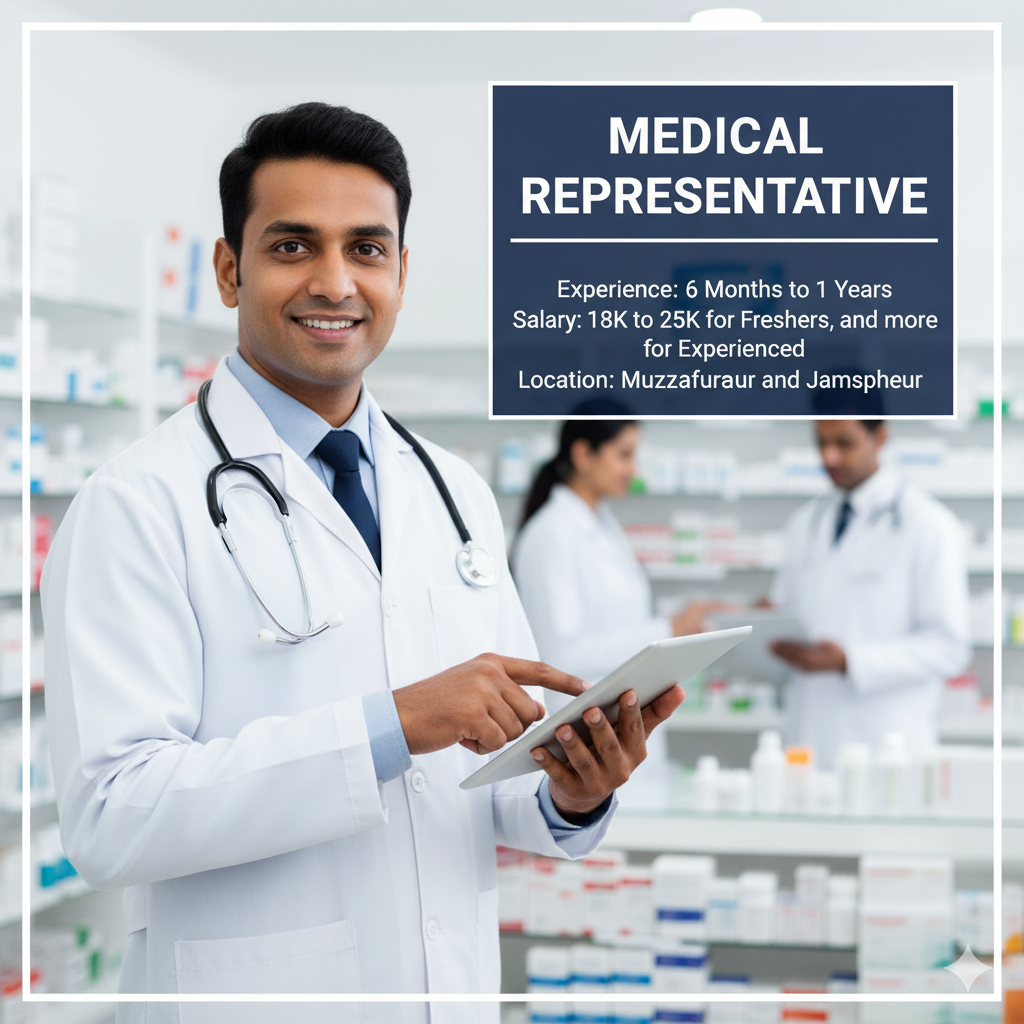 MEDICAL
REPRESENTATIVE
Experience: 6 Months to 1 Years
Salary: 18K to 25K for Freshers, and more
for Experienced
Location: Muzzafuraur and Jamspheur